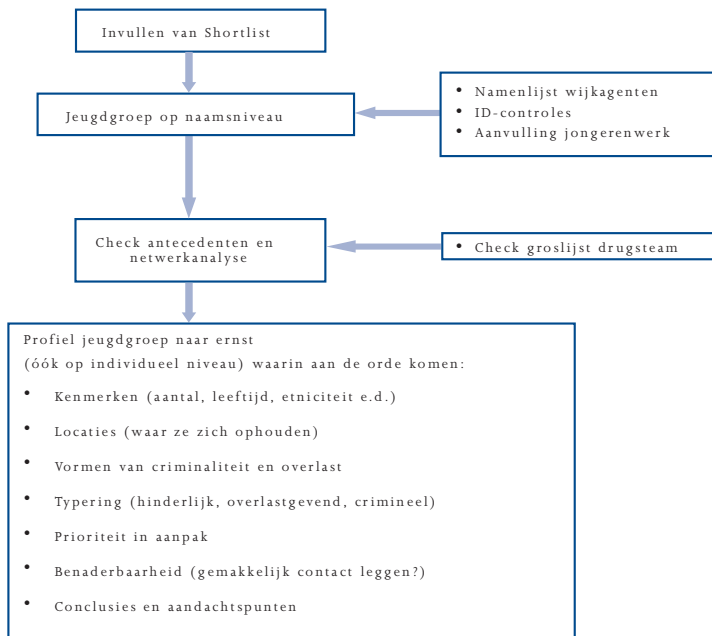 Invullen van Shortlist
Jeugdgroep op naamsniveau
• Namenlijst wijkagenten
• ID-controles
• Aanvulling jongerenwerk
Check antecedenten en
netwerkanalyse
• Check groslijst drugsteam
Profiel jeugdgroep naar ernst
(óók op individueel niveau) waarin aan de orde komen:
• Kenmerken (aantal, leeftijd, etniciteit e.d.)
• Locaties (waar ze zich ophouden)
• Vormen van criminaliteit en overlast
• Typering (hinderlijk, overlastgevend, crimineel)
• Prioriteit in aanpak
• Benaderbaarheid (gemakkelijk contact leggen?)
• Conclusies en aandachtspunten